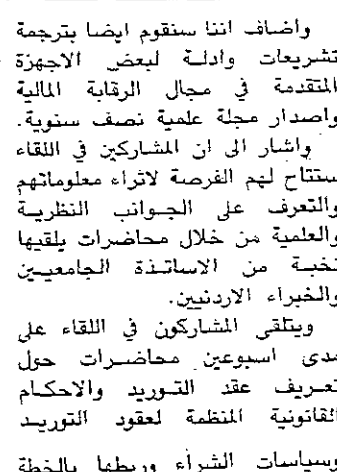 واضاف اننا سنقوم ايضا بترجمة
تشريعات وادلة لبعض الاجهزة
المتقدمة في مجال الرقابة المالية
واصدار مجلة علمية نصف سنوية.
واشار الى ان المشاركين في اللقاء
ستتاح لهم الفرصة لاثراء معلوماتهم
والتعرف على الجوانب النظرية
والعلمية من خلال محاضرات يلقيها
نخبة من الاساتذة الجامعيين
والخبراء الاردنيين.
ويتلقى المشاركون في اللقاء على
مدى اسبوعين محاضرات حول
تعريف عقد التوريد والاحكام
القانونية المنظمة لعقود التوريد
وسياسات الشراء وربطها بالخطة